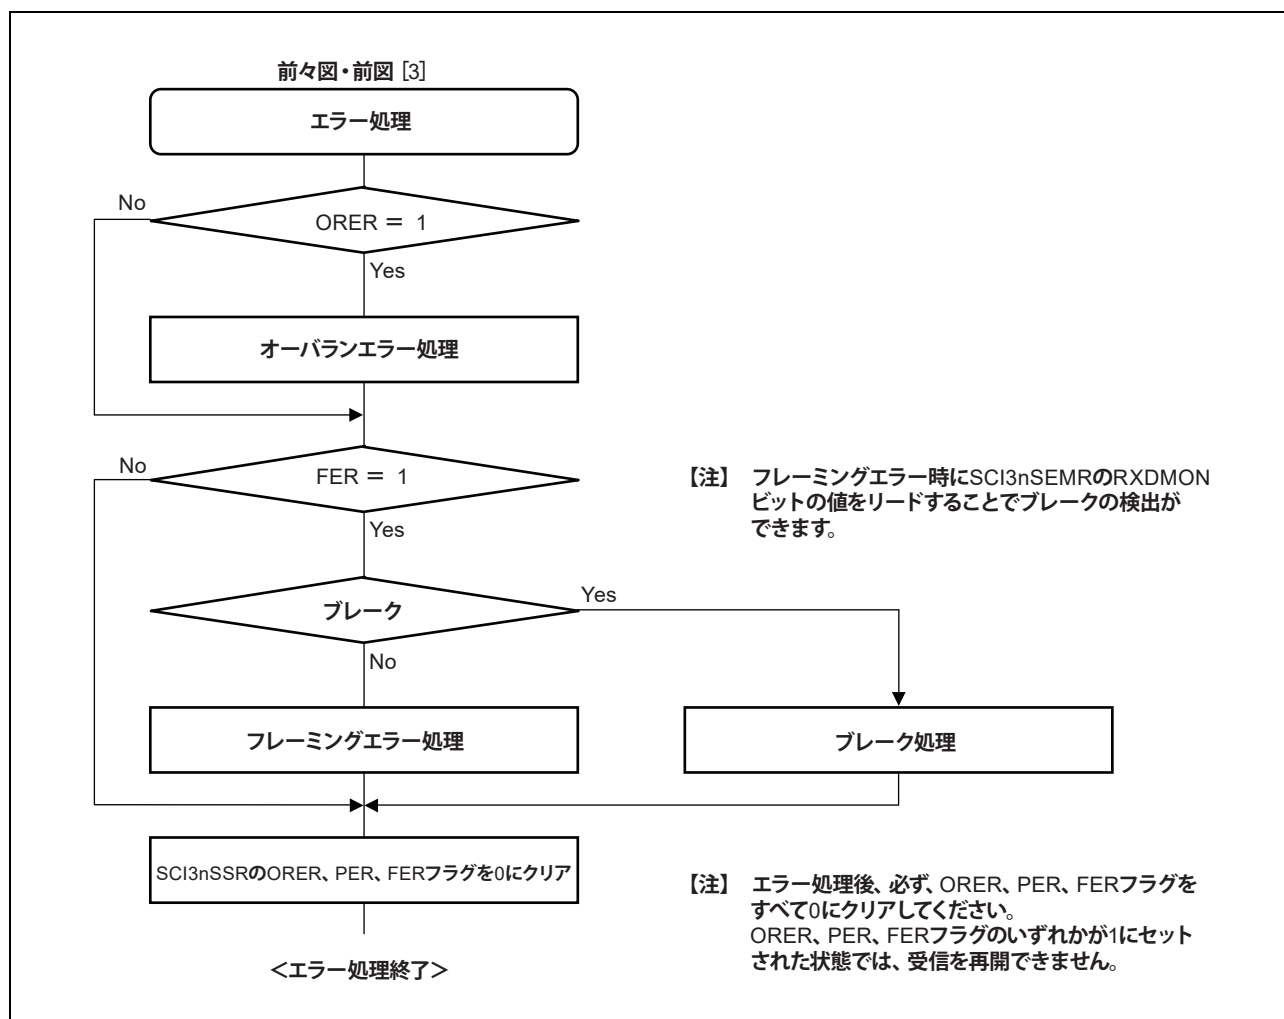 前々図・前図 [3]
エラー処理
No
ORER ＝ 1
Yes
オーバランエラー処理
No
FER ＝ 1
Yes
【注】 フレーミングエラー時にSCI3nSEMRのRXDMON
ビットの値をリードすることでブレークの検出が
できます。
ブレーク
Yes
No
フレーミングエラー処理
ブレーク処理
SCI3nSSRのORER、PER、FERフラグを0にクリア
【注】 エラー処理後、必ず、ORER、PER、FERフラグを
すべて0にクリアしてください。
ORER、PER、FERフラグのいずれかが1にセット
された状態では、受信を再開できません。
＜エラー処理終了＞